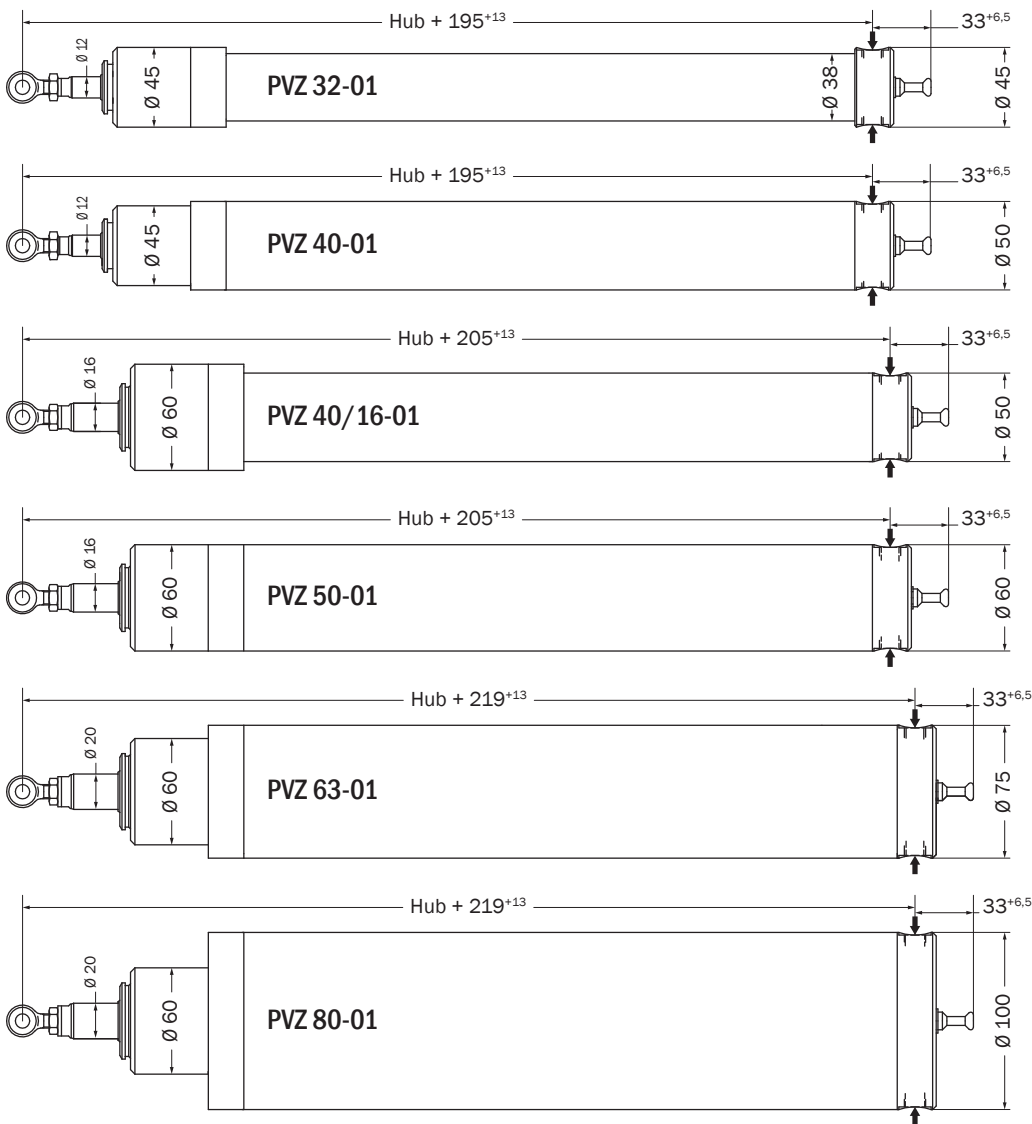 Hub + 195+13 33+6,5
Ø 12
Ø 45 PVZ 32-01 Ø 38 Ø 45
Hub + 195+13 33+6,5
Ø 12
Ø 45 PVZ 40-01 Ø 50
Hub + 205+13 33+6,5
Ø 16
Ø 60 PVZ 40/16-01 Ø 50
Hub + 205+13 33+6,5
Ø 16
Ø 60 PVZ 50-01 Ø 60
Hub + 219+13 33+6,5
Ø 20
Ø 60 PVZ 63-01 Ø 75
Hub + 219+13 33+6,5
Ø 20
Ø 60 PVZ 80-01 Ø 100